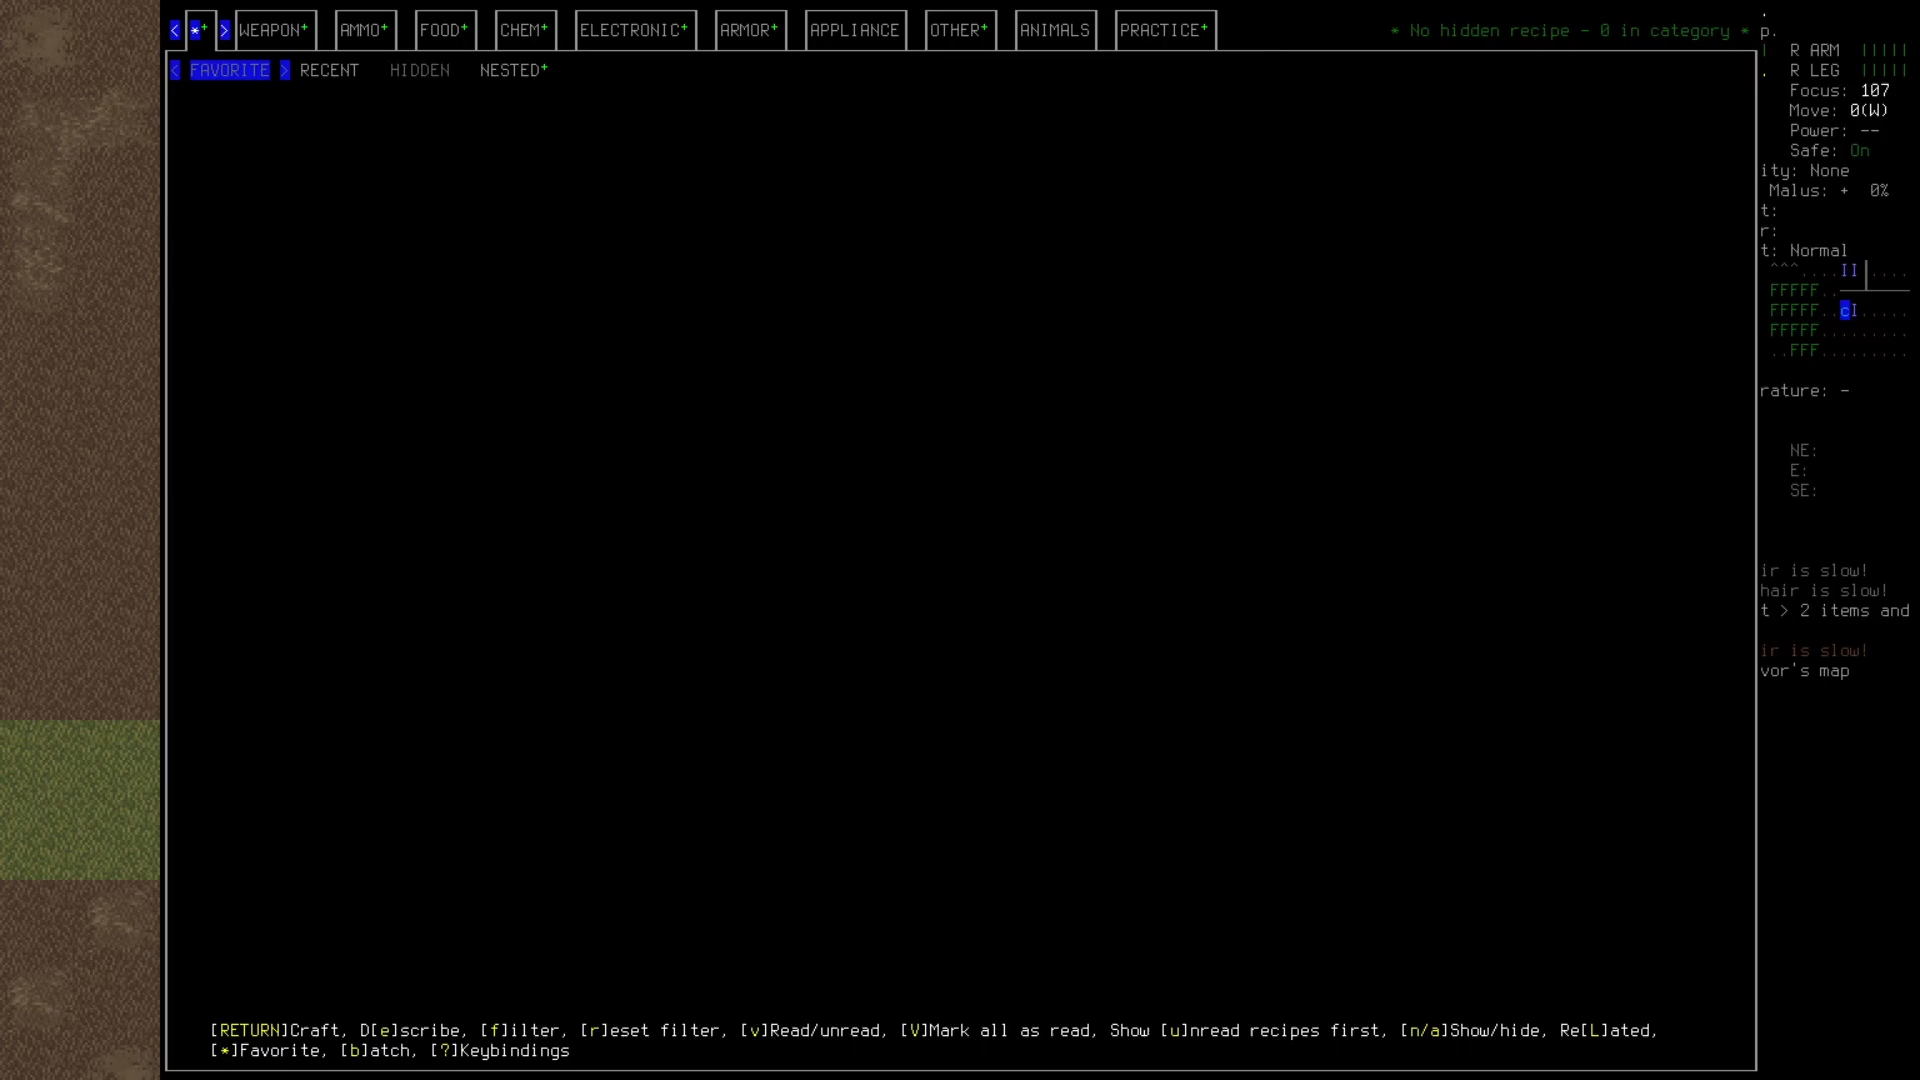 < *⁺ > WEAPON⁺ AMMO⁺ FOOD⁺ CHEM⁺ ELECTRONIC⁺ ARMOR⁺ APPLIANCE OTHER⁺ ANIMALS PRACTICE⁺ * No hidden recipe - 0 in category *
p.
< FAVORITE > RECENT HIDDEN NESTED⁺
R ARM |||||
R LEG |||||
Focus: 107
Move: 0(W)
Power: --
Safe: On
ity: None
Malus: + 0%
t:
r:
t: Normal
^^^....II|....
FFFFF..
FFFFF..cI.....
FFFFF.........
..FFF.........
rature: -
NE:
E:
SE:
ir is slow!
hair is slow!
t > 2 items and
ir is slow!
vor's map
[RETURN]Craft, D[e]scribe, [f]ilter, [r]eset filter, [v]Read/unread, [V]Mark all as read, Show [u]nread recipes first, [n/a]Show/hide, Re[L]ated,
[*]Favorite, [b]atch, [?]Keybindings